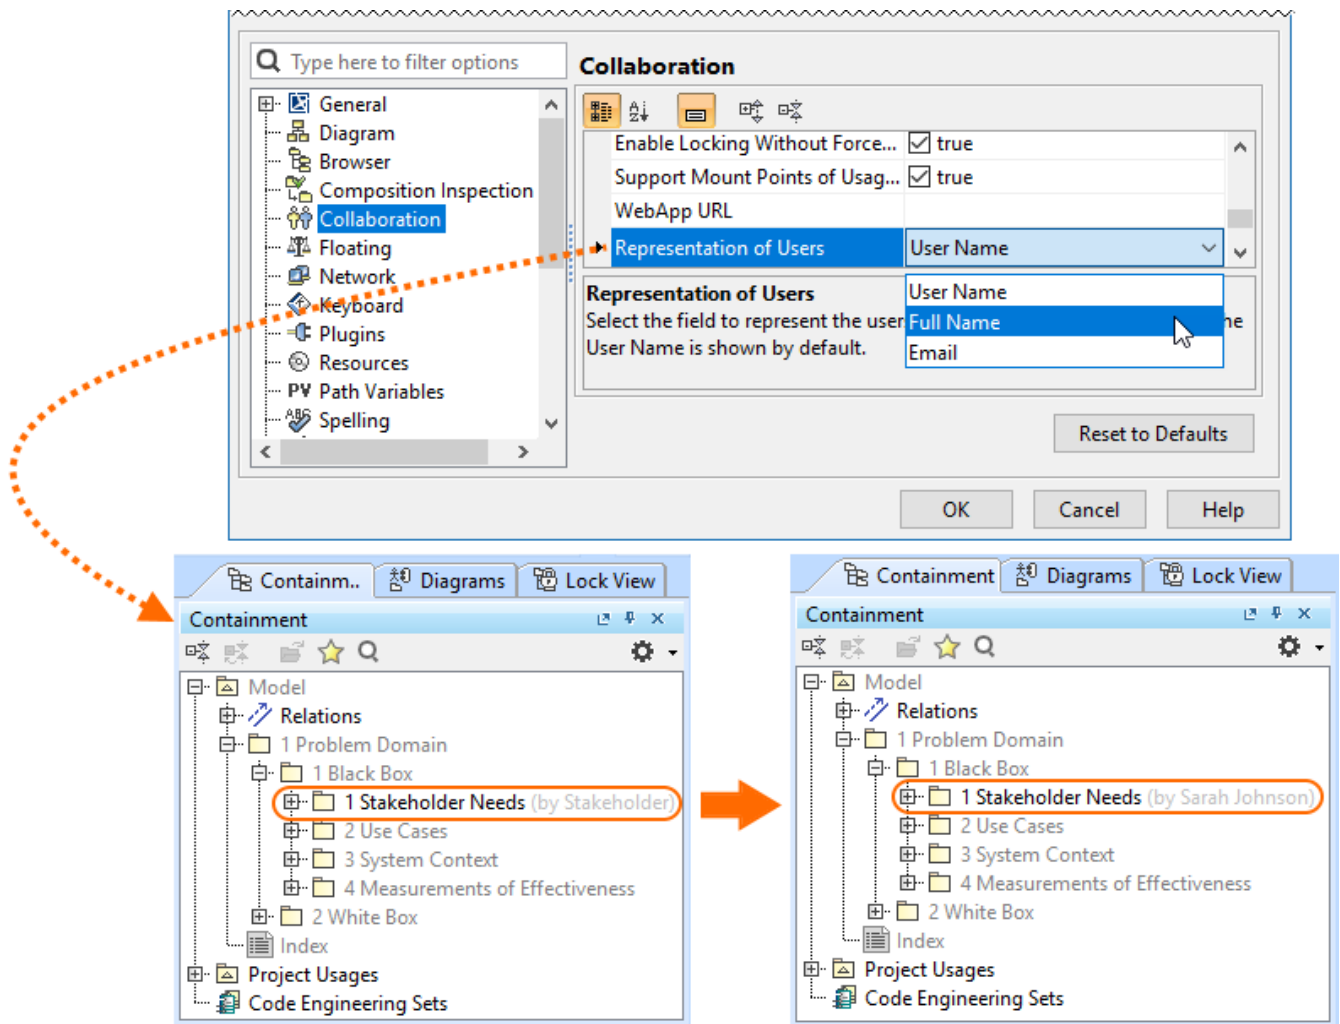 Type here to filter options
Collaboration
General
Diagram
Browser
Composition Inspection
Collaboration
Floating
Network
Keyboard
Plugins
Resources
PV Path Variables
ABC Spelling
Enable Locking Without Force... true
Support Mount Points of Usag... true
WebApp URL
Representation of Users User Name
User Name
Full Name
Email
Representation of Users
Select the field to represent the user he
User Name is shown by default.
Reset to Defaults
OK Cancel Help
Containm.. Diagrams Lock View
Containment
Model
Relations
1 Problem Domain
1 Black Box
1 Stakeholder Needs (by Stakeholder)
2 Use Cases
3 System Context
4 Measurements of Effectiveness
2 White Box
Index
Project Usages
Code Engineering Sets
Containment Diagrams Lock View
Containment
Model
Relations
1 Problem Domain
1 Black Box
1 Stakeholder Needs (by Sarah Johnson)
2 Use Cases
3 System Context
4 Measurements of Effectiveness
2 White Box
Index
Project Usages
Code Engineering Sets